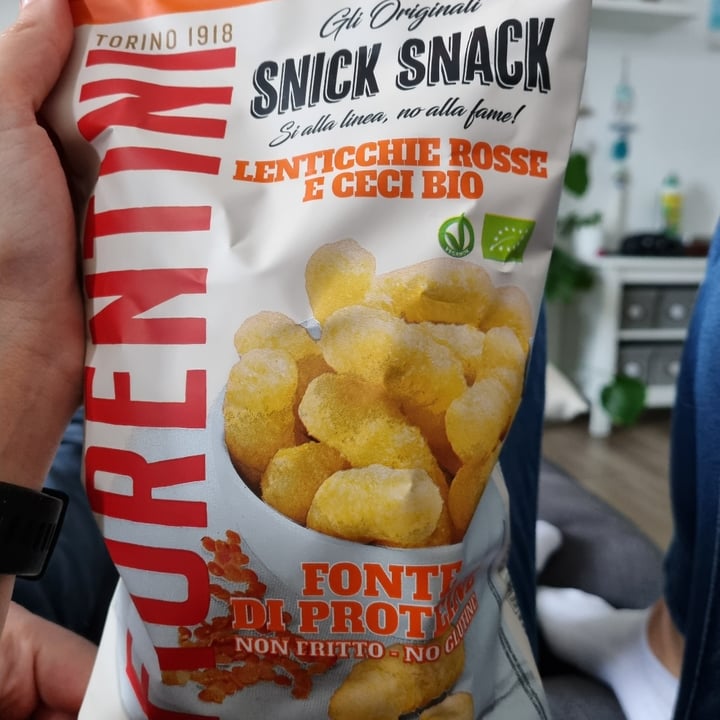 TORINO 1918
FIORENTINI
Gli Originali
SNICK SNACK
Si alla linea, no alla fame!
LENTICCHIE ROSSE
E CECI BIO
FONTE
DI PROTEINE
NON FRITTO - NO GLUTINE